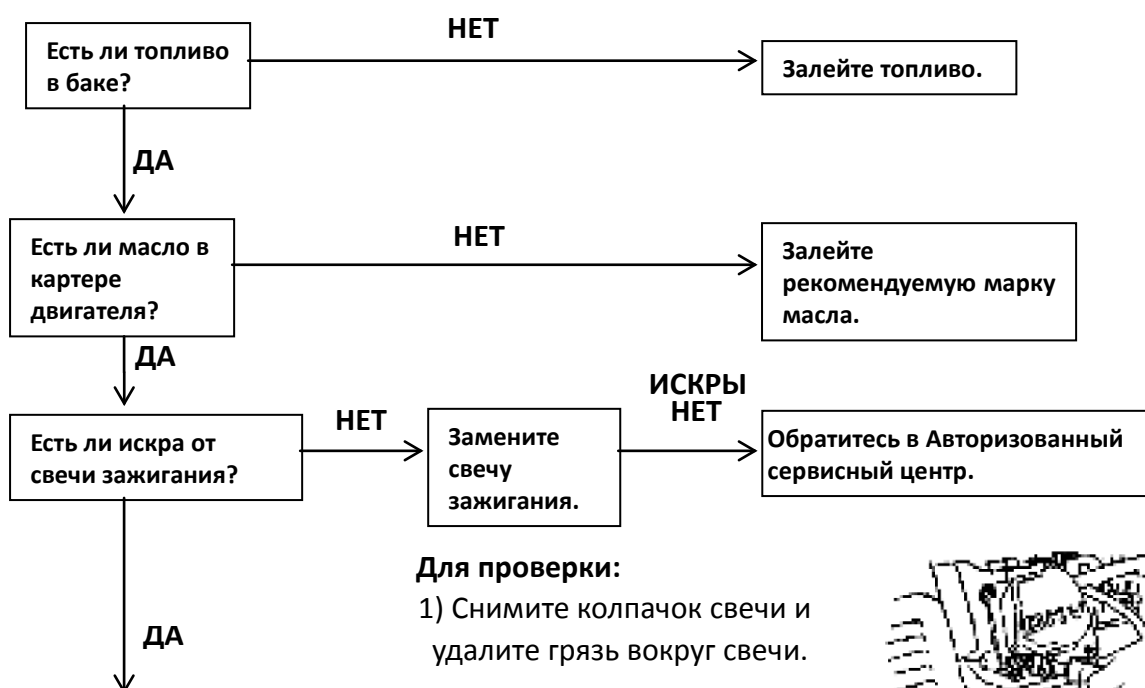 НЕТ
Есть ли топливо
в баке?
Залейте топливо.
ДА
Есть ли масло в
картере
двигателя?
НЕТ
Залейте
рекомендуемую марку
масла.
ДА
Есть ли искра от
свечи зажигания?
НЕТ
Замените
свечу
зажигания.
ИСКРЫ
НЕТ
Обратитесь в Авторизованный
сервисный центр.
ДА
Для проверки:
1) Снимите колпачок свечи и
удалите грязь вокруг свечи.